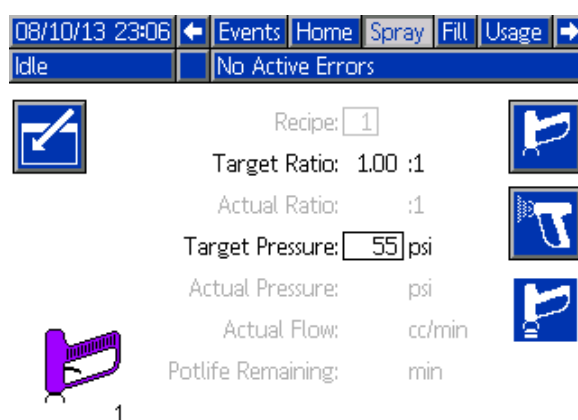 08/10/13 23:06 Events Home Spray Fill Usage
Idle No Active Errors
Recipe: 1
Target Ratio: 1.00 :1
Actual Ratio: :1
Target Pressure: 55 psi
Actual Pressure: psi
Actual Flow: cc/min
Potlife Remaining: min
1